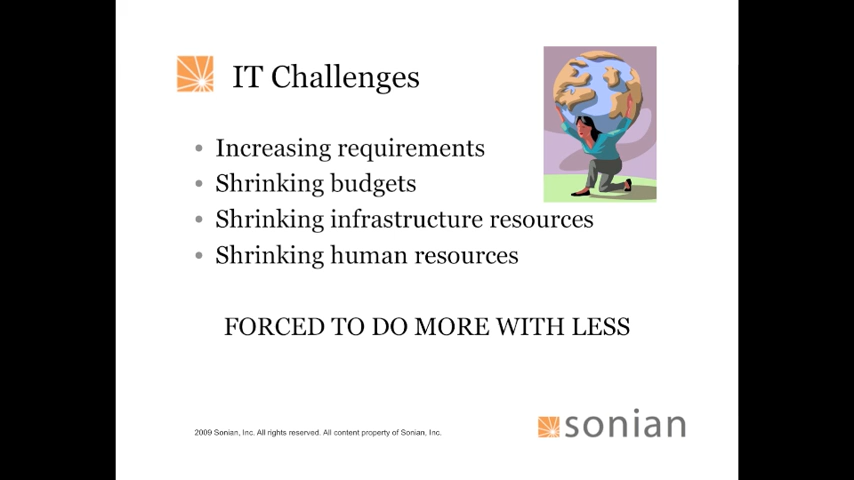 IT Challenges
• Increasing requirements
• Shrinking budgets
• Shrinking infrastructure resources
• Shrinking human resources
FORCED TO DO MORE WITH LESS
2009 Sonian, Inc. All rights reserved. All content property of Sonian, Inc.
sonian